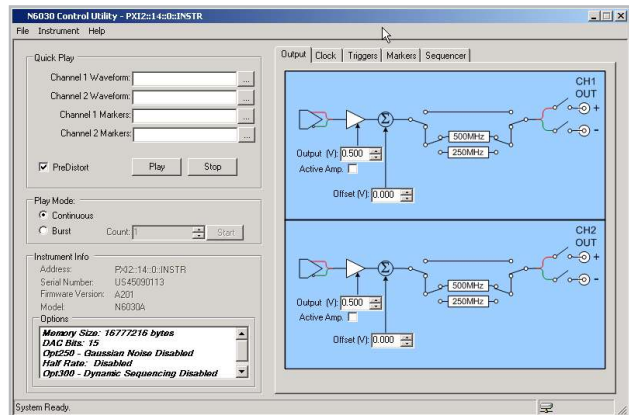 N6030 Control Utility - PXI2::14::0::INSTR
File Instrument Help
Quick Play
Channel 1 Waveform:
...
Channel 2 Waveform:
...
Channel 1 Markers:
...
Channel 2 Markers:
...
PreDistort
Play
Stop
Play Mode:
Continuous
Burst
Count:
1
Start
Instrument Info
Address: PXI2::14::0::INSTR
Serial Number: US45090113
Firmware Version: A201
Model: N6030A
Options
Memory Size: 16777216 bytes
DAC Bits: 15
Opt250 - Gaussian Noise Disabled
Half Rate: Disabled
Opt300 - Dynamic Sequencing Disabled
Output Clock Triggers Markers Sequencer
CH1
OUT
+
-
Σ
500MHz
250MHz
Output (V): 0.500
Active Amp.
Offset (V): 0.000
CH2
OUT
+
-
Σ
500MHz
250MHz
Output (V): 0.500
Active Amp.
Offset (V): 0.000
System Ready.